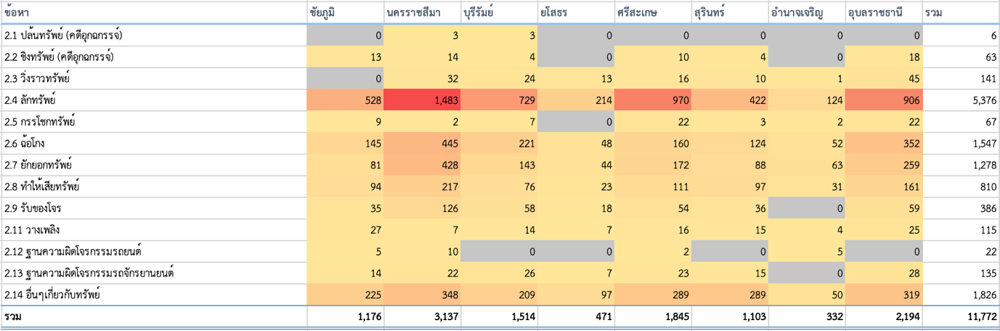 ข้อหา ชัยภูมิ นครราชสีมา บุรีรัมย์ ยโสธร ศรีสะเกษ สุรินทร์ อำนาจเจริญ อุบลราชธานี รวม
2.1 ปล้นทรัพย์ (คดีอุกฉกรรจ์) 0 3 3 0 0 0 0 0 6
2.2 ชิงทรัพย์ (คดีอุกฉกรรจ์) 13 14 4 0 10 4 0 18 63
2.3 วิ่งราวทรัพย์ 0 32 24 13 16 10 1 45 141
2.4 ลักทรัพย์ 528 1,483 729 214 970 422 124 906 5,376
2.5 กรรโชกทรัพย์ 9 2 7 0 22 3 2 22 67
2.6 ฉ้อโกง 145 445 221 48 160 124 52 352 1,547
2.7 ยักยอกทรัพย์ 81 428 143 44 172 88 63 259 1,278
2.8 ทำให้เสียทรัพย์ 94 217 76 23 111 97 31 161 810
2.9 รับของโจร 35 126 58 18 54 36 0 59 386
2.11 วางเพลิง 27 7 14 7 16 15 4 25 115
2.12 ฐานความผิดโจรกรรมรถยนต์ 5 10 0 0 2 0 5 0 22
2.13 ฐานความผิดโจรกรรมรถจักรยานยนต์ 14 22 26 7 23 15 0 28 135
2.14 อื่นๆเกี่ยวกับทรัพย์ 225 348 209 97 289 289 50 319 1,826
รวม 1,176 3,137 1,514 471 1,845 1,103 332 2,194 11,772